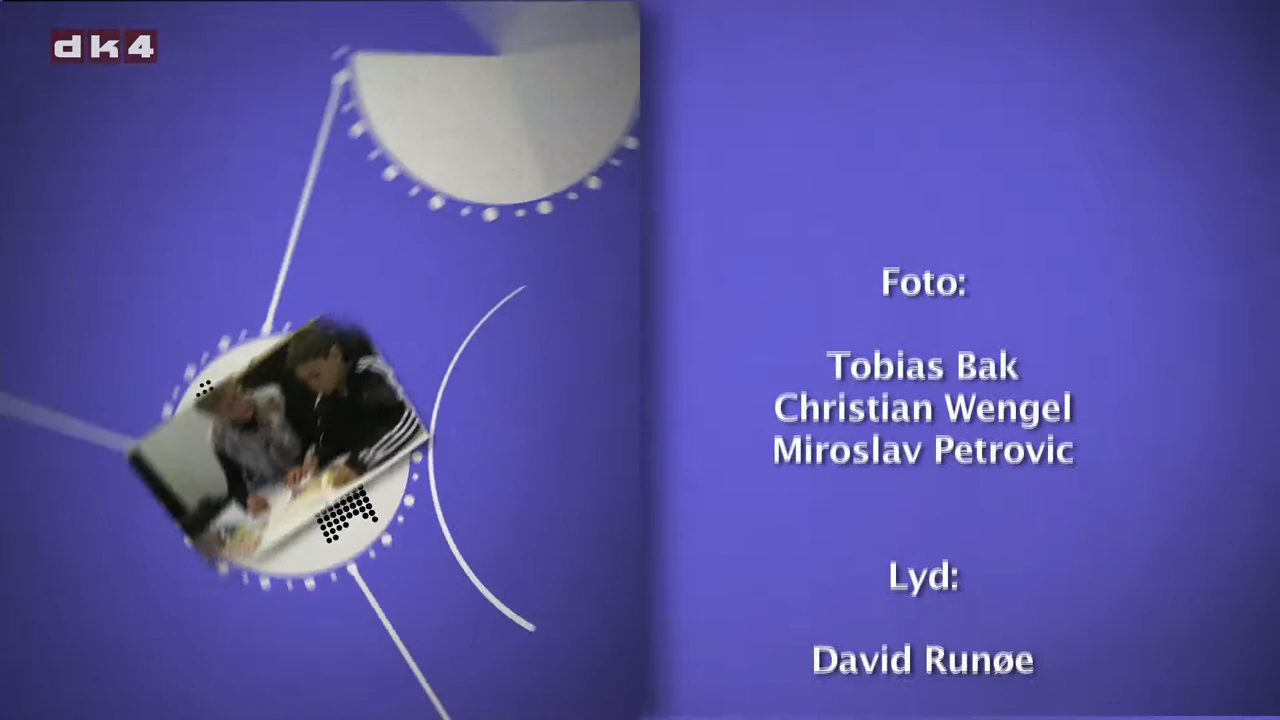 dk4
Foto:
Tobias Bak
Christian Wengel
Miroslav Petrovic
Lyd:
David Runøe